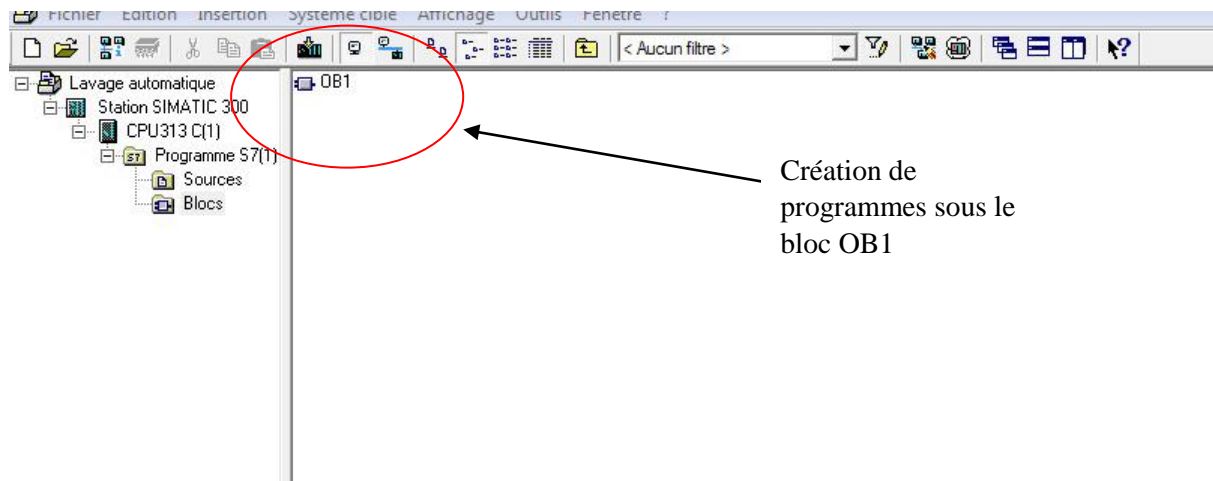 Fichier Edition Insertion Système cible Affichage Outils Fenêtre ?
< Aucun filtre >
Lavage automatique
Station SIMATIC 300
CPU313 C(1)
S7 Programme S7(1)
Sources
Blocs
OB1
Création de
programmes sous le
bloc OB1